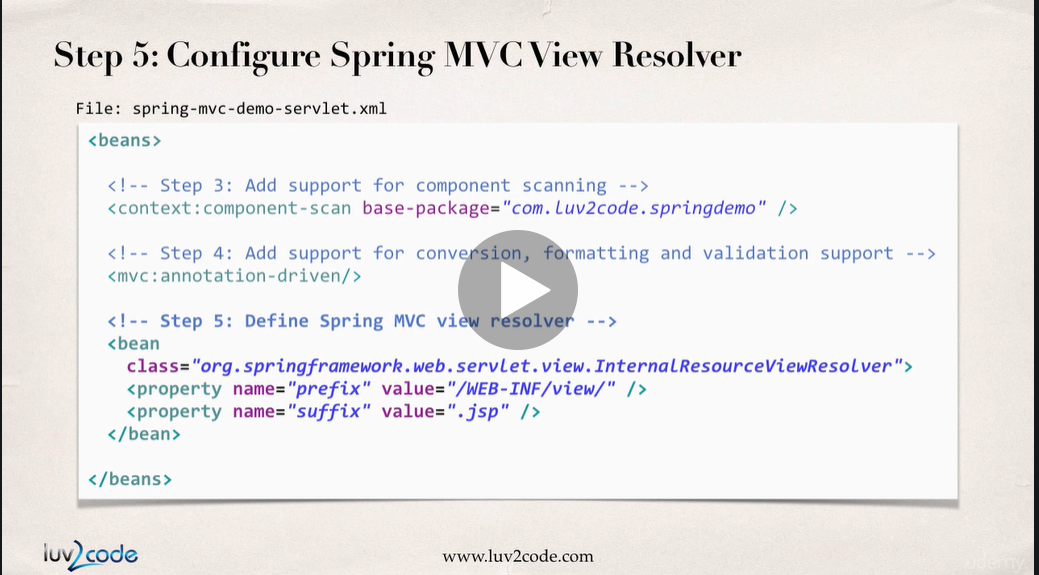 Step 5: Configure Spring MVC View Resolver
File: spring-mvc-demo-servlet.xml
<beans>
<!-- Step 3: Add support for component scanning -->
<context:component-scan base-package="com.luv2code.springdemo" />
<!-- Step 4: Add support for conversion, formatting and validation support -->
<mvc:annotation-driven/>
<!-- Step 5: Define Spring MVC view resolver -->
<bean
class="org.springframework.web.servlet.view.InternalResourceViewResolver">
<property name="prefix" value="/WEB-INF/view/" />
<property name="suffix" value=".jsp" />
</bean>
</beans>
luv2code
www.luv2code.com
udemy